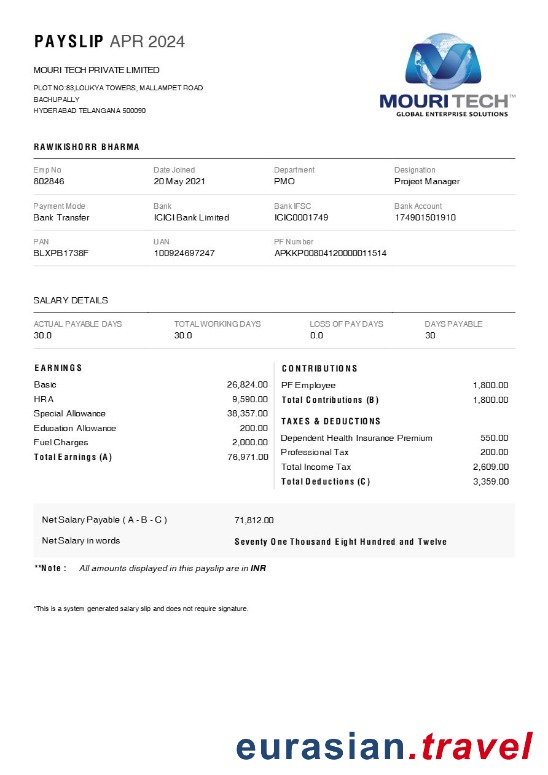 PAYSLIP APR 2024
MOURI TECH PRIVATE LIMITED
PLOT NO:83,LOUKYA TOWERS, MALLAMPET ROAD
BACHUPALLY
HYDERABAD TELANGANA 500090
MOURI TECH™
GLOBAL ENTERPRISE SOLUTIONS
RAWIKISHORR BHARMA
Emp No Date Joined Department Designation
802846 20 May 2021 PMO Project Manager
Payment Mode Bank Bank IFSC Bank Account
Bank Transfer ICICI Bank Limited ICIC0001749 174901501910
PAN UAN PF Number
BLXPB1738F 100924697247 APKKP00804120000011514
SALARY DETAILS
ACTUAL PAYABLE DAYS TOTAL WORKING DAYS LOSS OF PAY DAYS DAYS PAYABLE
30.0 30.0 0.0 30
EARNINGS
Basic 26,824.00
HRA 9,590.00
Special Allowance 38,357.00
Education Allowance 200.00
Fuel Charges 2,000.00
Total Earnings (A) 76,971.00
CONTRIBUTIONS
PF Employee 1,800.00
Total Contributions (B) 1,800.00
TAXES & DEDUCTIONS
Dependent Health Insurance Premium 550.00
Professional Tax 200.00
Total Income Tax 2,609.00
Total Deductions (C) 3,359.00
Net Salary Payable ( A - B - C ) 71,812.00
Net Salary in words Seventy One Thousand Eight Hundred and Twelve
**Note : All amounts displayed in this payslip are in INR
*This is a system generated salary slip and does not require signature.
eurasian.travel